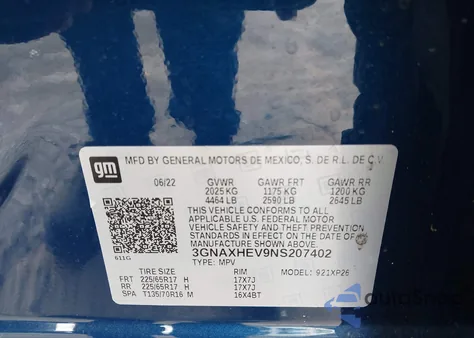 gm MFD BY GENERAL MOTORS DE MEXICO, S. DE R.L. DE C.V.
06/22 GVWR GAWR FRT GAWR RR
2025 KG 1175 KG 1200 KG
4464 LB 2590 LB 2645 LB
THIS VEHICLE CONFORMS TO ALL
APPLICABLE U.S. FEDERAL MOTOR
VEHICLE SAFETY AND THEFT PREVENTION
STANDARDS IN EFFECT ON THE DATE OF
MANUFACTURE SHOWN ABOVE.
611G
3GNAXHEV9NS207402
TYPE: MPV MODEL: 921XP26
TIRE SIZE RIM
FRT 225/65R17 H 17X7J
RR 225/65R17 H 17X7J
SPA T135/70R16 M 16X4BT